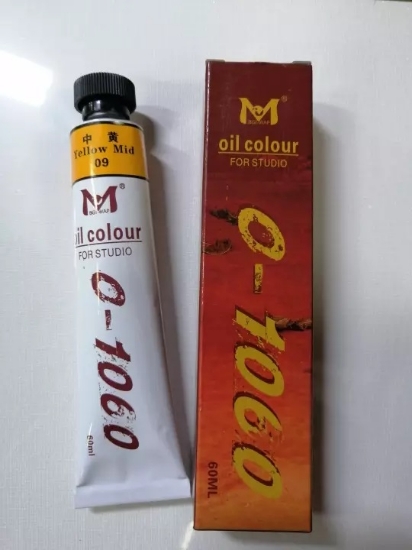 中黄
Yellow Mid
09
M®
oil colour
FOR STUDIO
O-1060
60ml
M®
oil colour
FOR STUDIO
O-1060
60ML